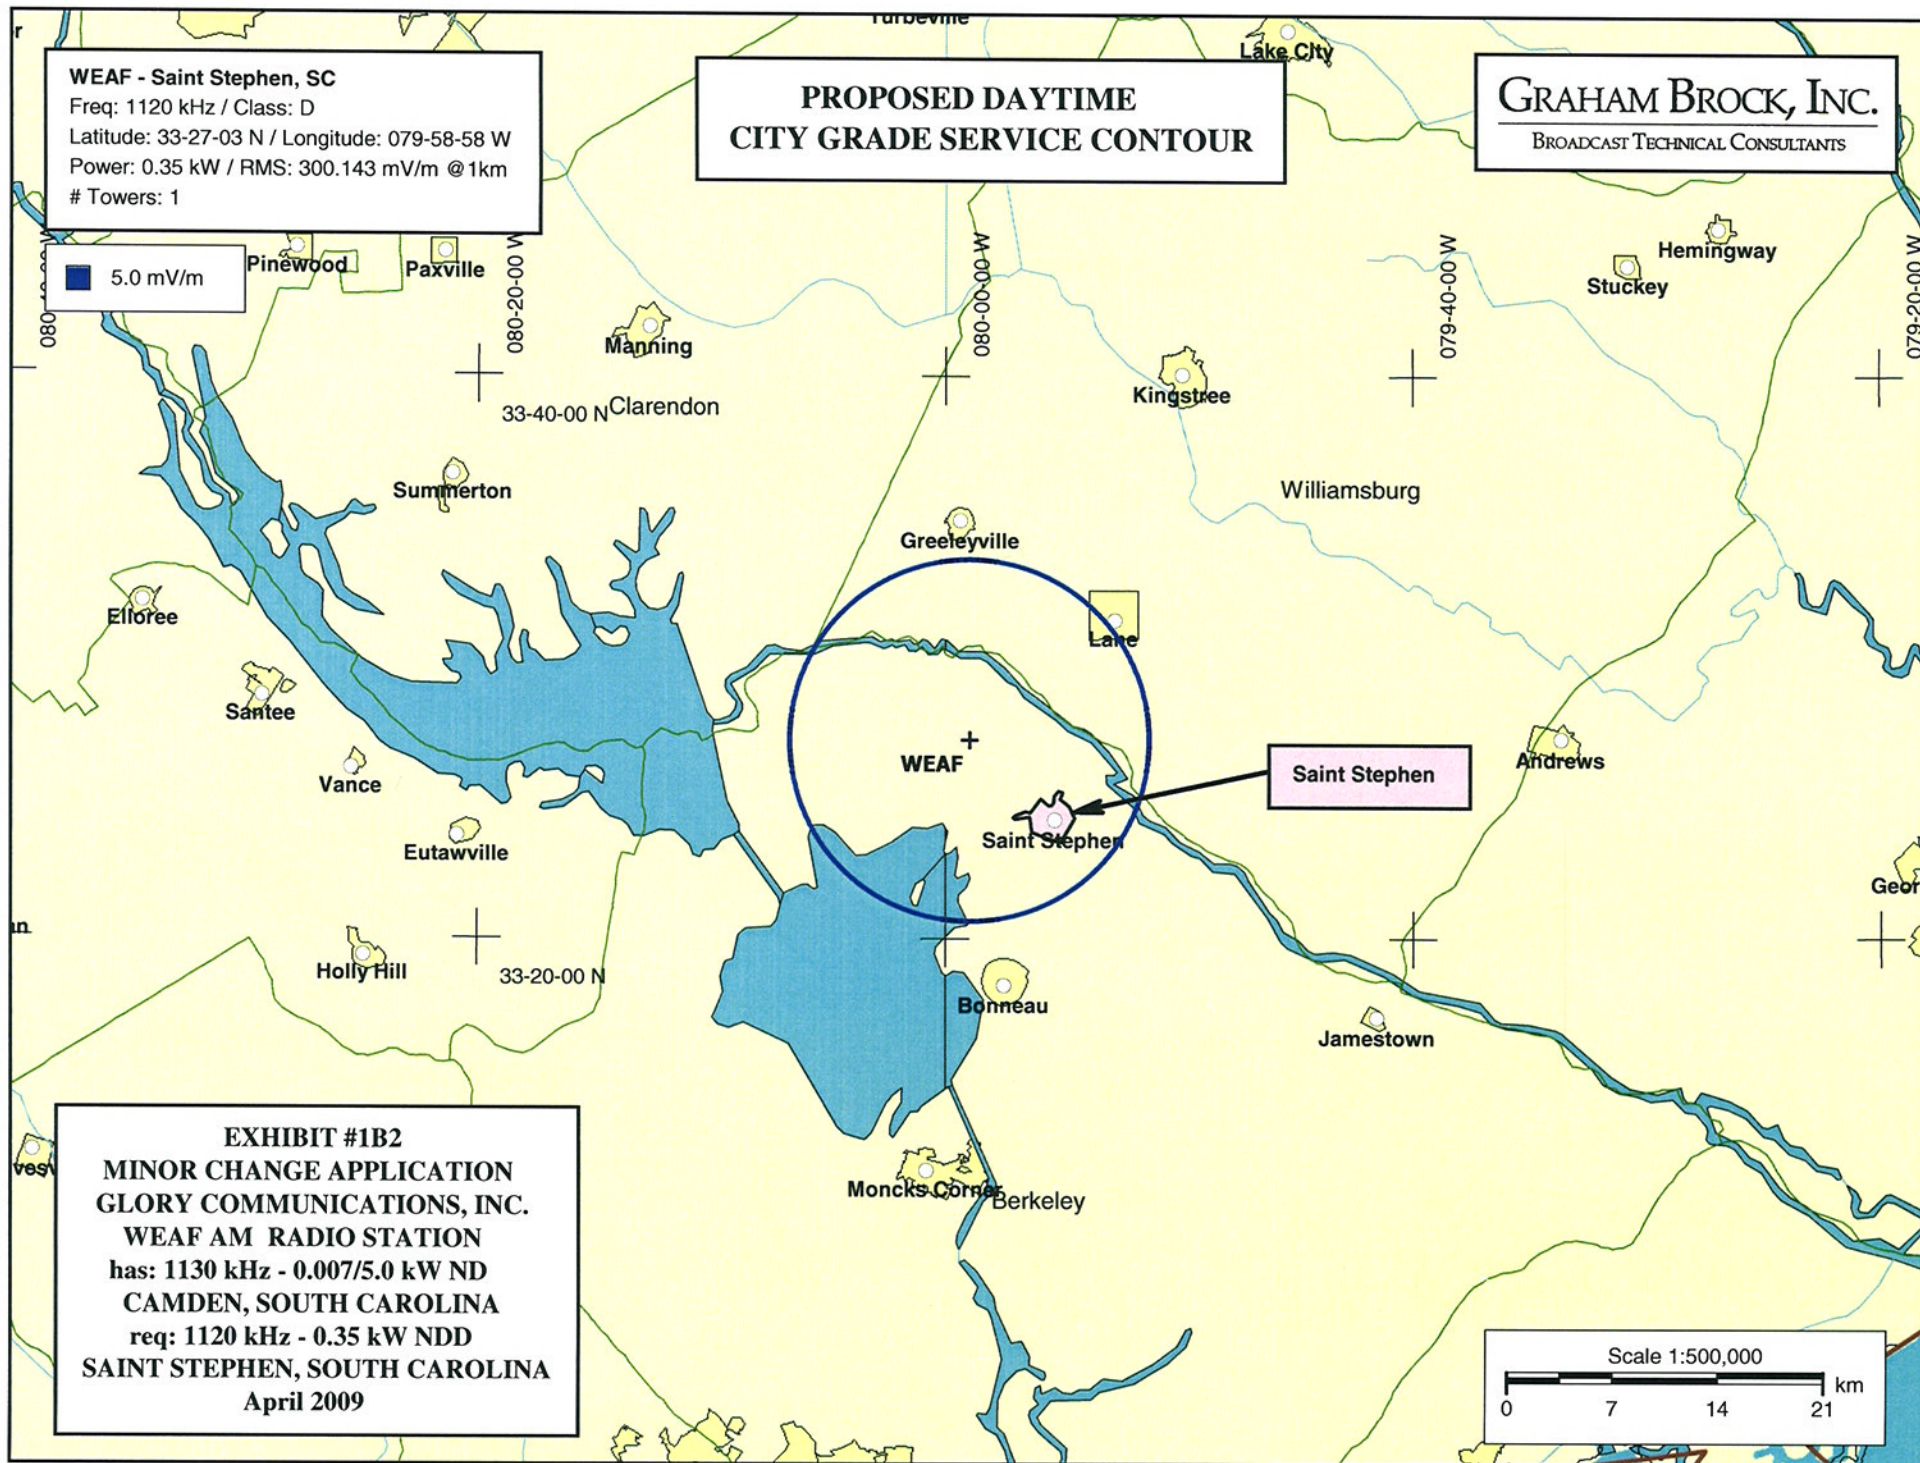 Turbeville
Lake City
WEAF - Saint Stephen, SC
Freq: 1120 kHz / Class: D
Latitude: 33-27-03 N / Longitude: 079-58-58 W
Power: 0.35 kW / RMS: 300.143 mV/m @1km
# Towers: 1
PROPOSED DAYTIME
CITY GRADE SERVICE CONTOUR
GRAHAM BROCK, INC.
BROADCAST TECHNICAL CONSULTANTS
5.0 mV/m
Pinewood
Paxville
080-20-00 W
080-00-00 W
079-40-00 W
079-20-00 W
Hemingway
Stuckey
Manning
33-40-00 N
Clarendon
Kingstree
Summerton
Williamsburg
Greeleyville
Elloree
Lane
Santee
WEAF
Andrews
Vance
Saint Stephen
Saint Stephen
Eutawville
Geor
Holly Hill
33-20-00 N
Bonneau
Jamestown
Moncks Corner
Berkeley
EXHIBIT #1B2
MINOR CHANGE APPLICATION
GLORY COMMUNICATIONS, INC.
WEAF AM RADIO STATION
has: 1130 kHz - 0.007/5.0 kW ND
CAMDEN, SOUTH CAROLINA
req: 1120 kHz - 0.35 kW NDD
SAINT STEPHEN, SOUTH CAROLINA
April 2009
Scale 1:500,000
km
0 7 14 21